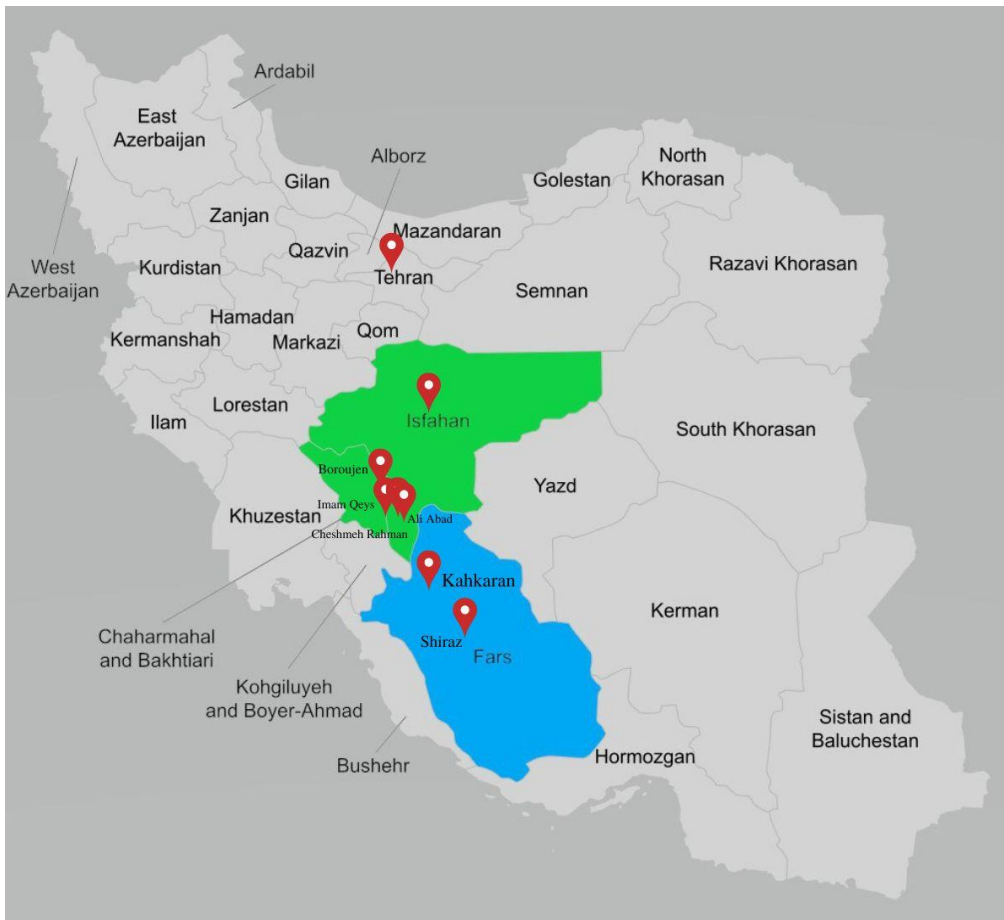 Ardabil
East
Azerbaijan
Alborz
North
Khorasan
Gilan
Golestan
Zanjan
Mazandaran
Qazvin
West
Azerbaijan
Kurdistan
Tehran
Razavi Khorasan
Semnan
Hamadan
Kermanshah
Markazi
Qom
Lorestan
Ilam
Isfahan
South Khorasan
Boroujen
Yazd
Imam Qeys
Khuzestan
Ali Abad
Cheshmeh Rahman
Kahkaran
Kerman
Chaharmahal
and Bakhtiari
Shiraz
Fars
Kohgiluyeh
and Boyer-Ahmad
Sistan and
Baluchestan
Bushehr
Hormozgan